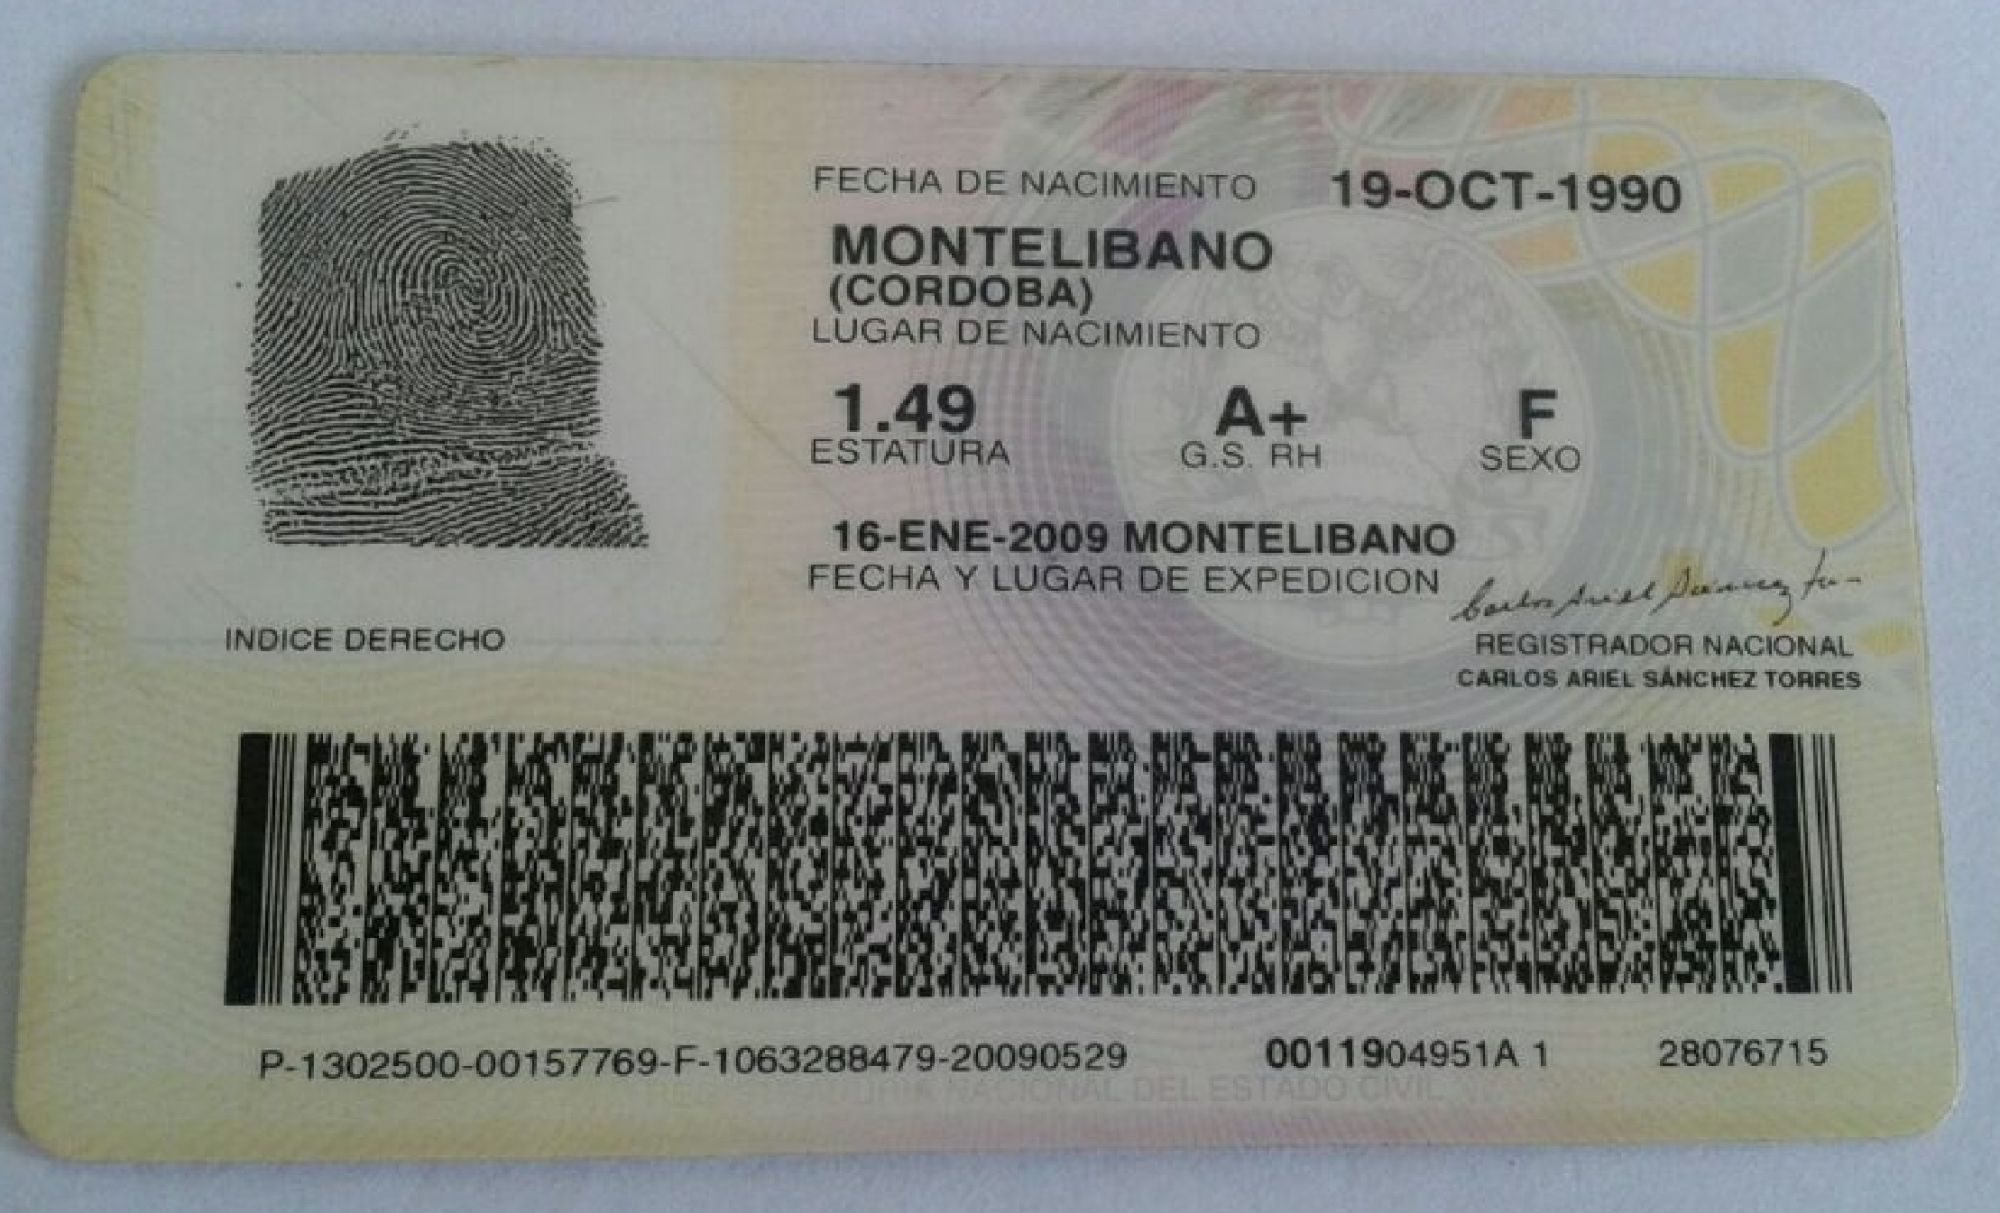 FECHA DE NACIMIENTO 19-OCT-1990
MONTELIBANO
(CORDOBA)
LUGAR DE NACIMIENTO
1.49 A+ F
ESTATURA G.S. RH SEXO
16-ENE-2009 MONTELIBANO
FECHA Y LUGAR DE EXPEDICION
INDICE DERECHO
Carlos Ariel Sánchez
REGISTRADOR NACIONAL
CARLOS ARIEL SÁNCHEZ TORRES
P-1302500-00157769-F-1063288479-20090529 0011904951A 1 28076715
REGISTRADURIA NACIONAL DEL ESTADO CIVIL